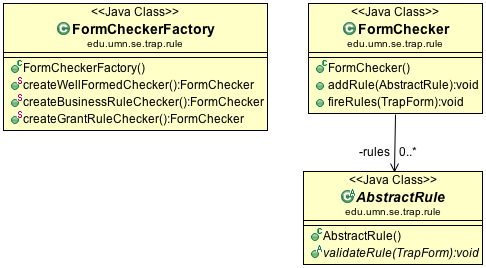 <<Java Class>>
FormCheckerFactory
edu.umn.se.trap.rule
FormCheckerFactory()
createWellFormedChecker():FormChecker
createBusinessRuleChecker():FormChecker
createGrantRuleChecker():FormChecker
<<Java Class>>
FormChecker
edu.umn.se.trap.rule
FormChecker()
addRule(AbstractRule):void
fireRules(TrapForm):void
-rules 0..*
<<Java Class>>
AbstractRule
edu.umn.se.trap.rule
AbstractRule()
validateRule(TrapForm):void